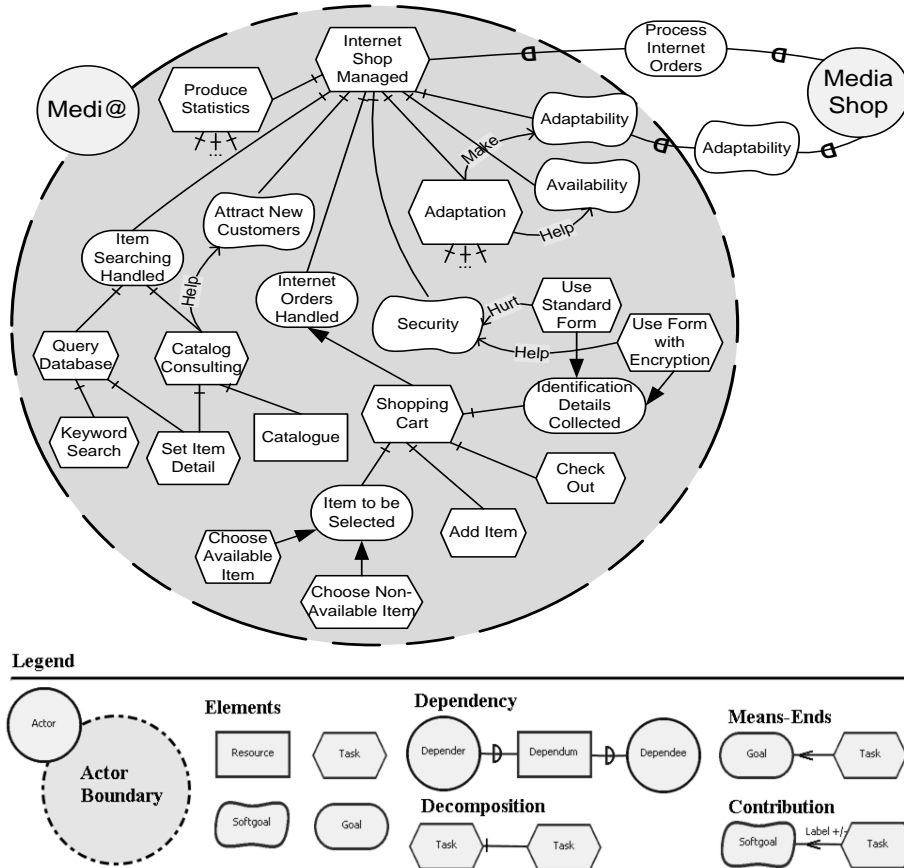 Internet
Shop
Managed
Process
Internet
Orders
Medi@
Media
Shop
Produce
Statistics
...
Adaptability
Adaptability
Make
Availability
Adaptation
Help
...
Attract New
Customers
Item
Searching
Handled
Help
Internet
Orders
Handled
Security
Hurt
Use
Standard
Form
Use Form
with
Encryption
Help
Query
Database
Catalog
Consulting
Shopping
Cart
Identification
Details
Collected
Keyword
Search
Set Item
Detail
Catalogue
Check
Out
Item to be
Selected
Add Item
Choose
Available
Item
Choose Non-
Available Item
Legend
Actor
Actor
Boundary
Elements
Resource
Task
Softgoal
Goal
Dependency
Depender
Dependum
Dependee
Decomposition
Task
Task
Means-Ends
Goal
Task
Contribution
Softgoal
Label +/-
Task